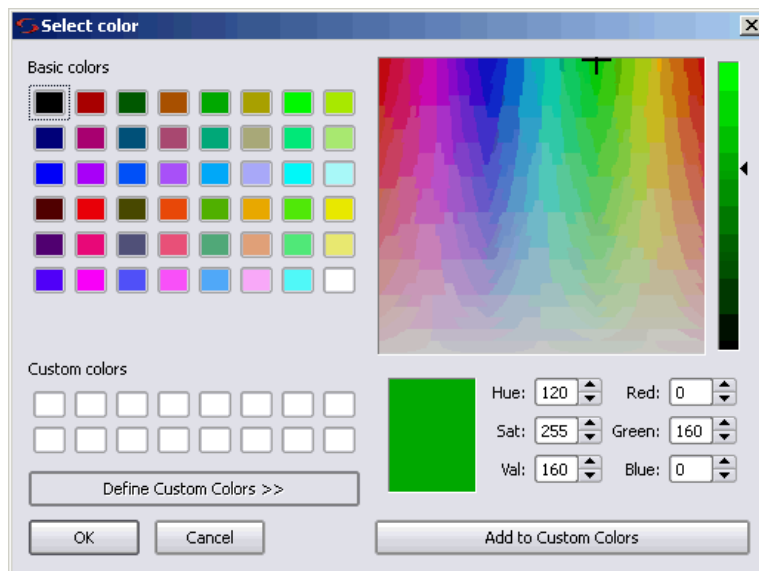 Select color
Basic colors
Custom colors
Hue: 120 Red: 0
Sat: 255 Green: 160
Val: 160 Blue: 0
Define Custom Colors >>
OK Cancel Add to Custom Colors